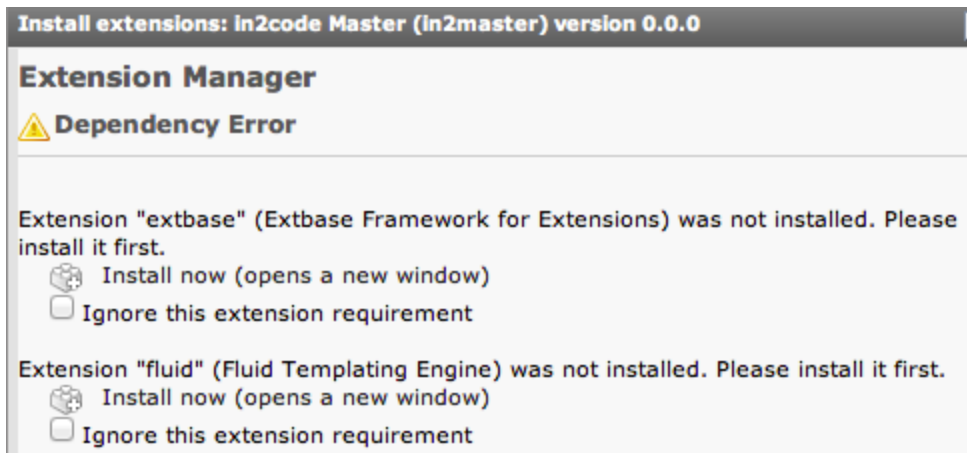 Install extensions: in2code Master (in2master) version 0.0.0
Extension Manager
Dependency Error
Extension "extbase" (Extbase Framework for Extensions) was not installed. Please
install it first.
Install now (opens a new window)
Ignore this extension requirement
Extension "fluid" (Fluid Templating Engine) was not installed. Please install it first.
Install now (opens a new window)
Ignore this extension requirement